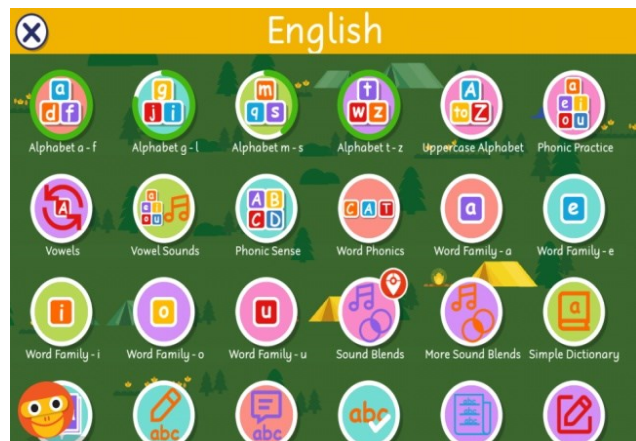 English
a
d f
g
j i
m
q s
t
w z
A
to Z
a
e i
o u
Alphabet a - f
Alphabet g - l
Alphabet m - s
Alphabet t - z
Uppercase Alphabet
Phonic Practice
A
a
e i
o u
A B
C D
C A T
a
e
Vowels
Vowel Sounds
Phonic Sense
Word Phonics
Word Family - a
Word Family - e
i
o
u
a
Word Family - i
Word Family - o
Word Family - u
Sound Blends
More Sound Blends
Simple Dictionary
abc
abc
abc